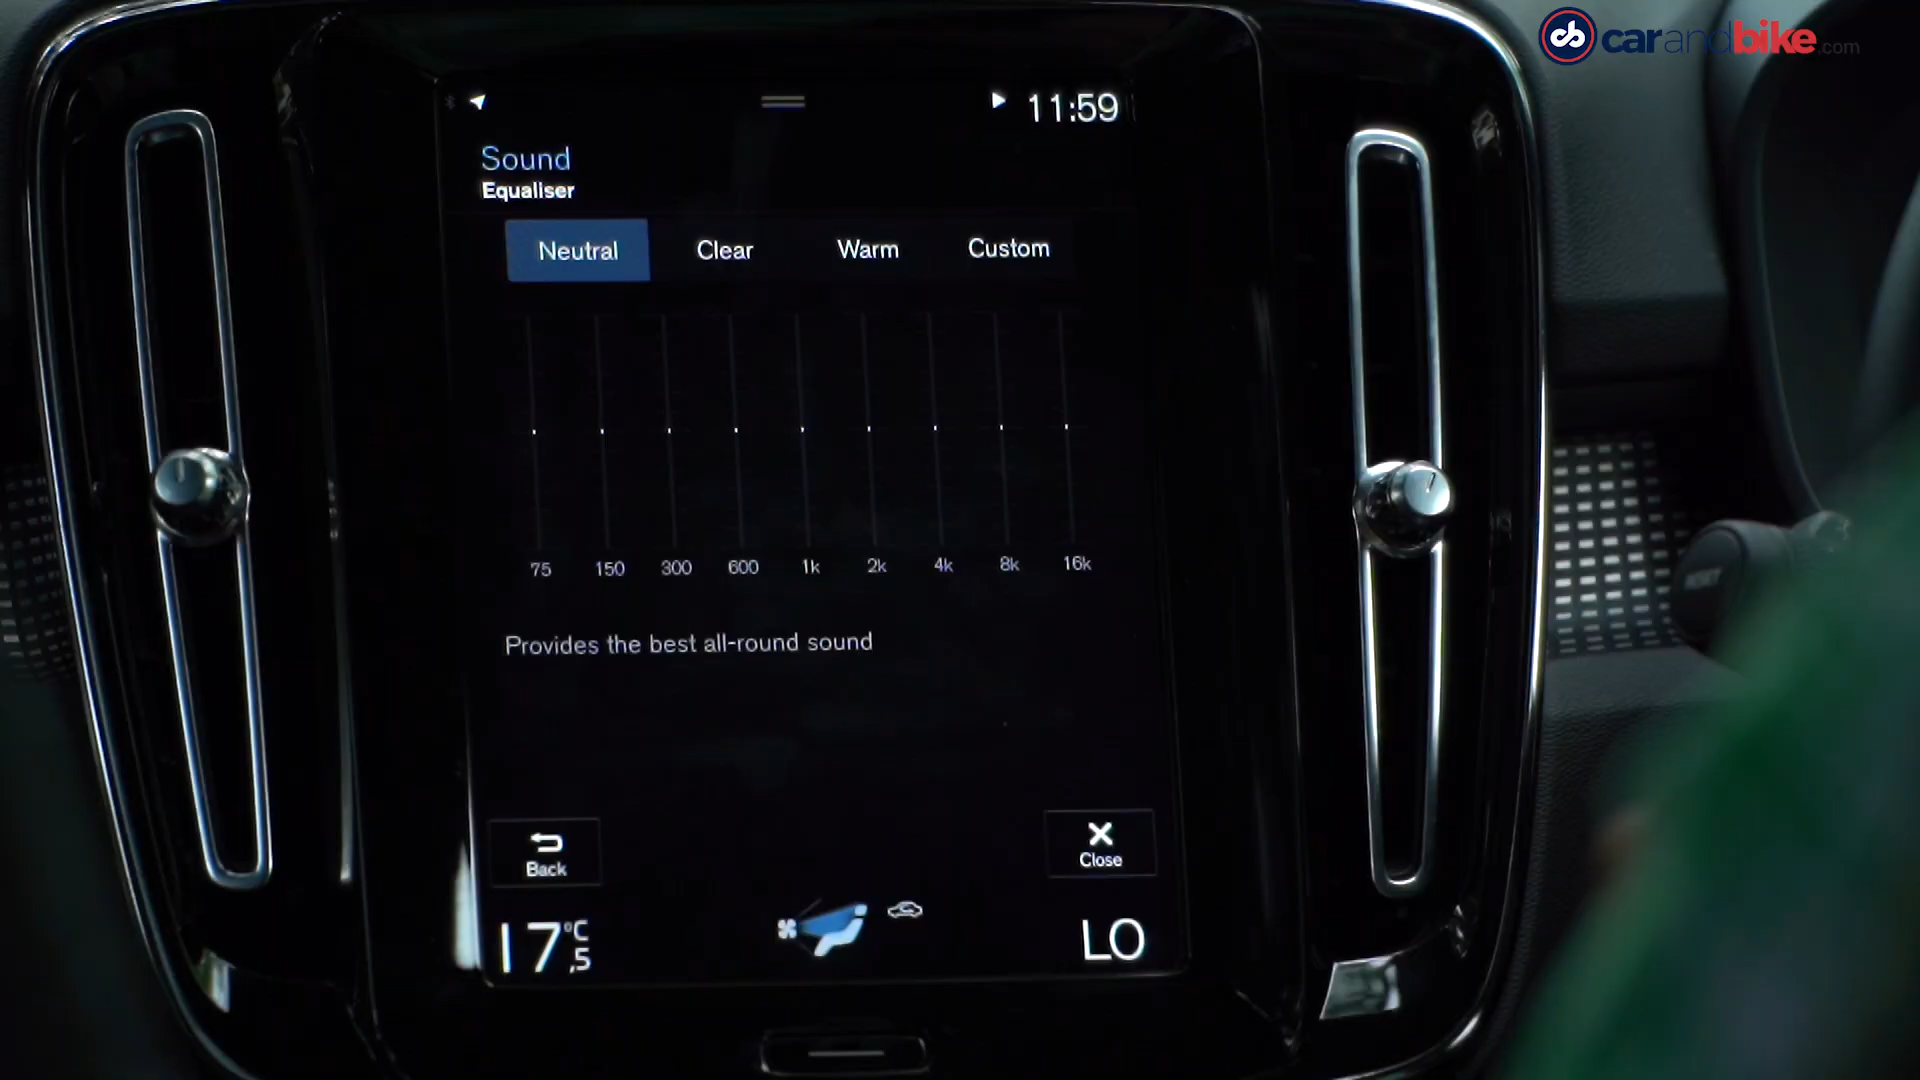 carandbike.com
11:59
Sound
Equaliser
Neutral Clear Warm Custom
75 150 300 600 1k 2k 4k 8k 16k
Provides the best all-round sound
Back
Close
17,5 °C
LO